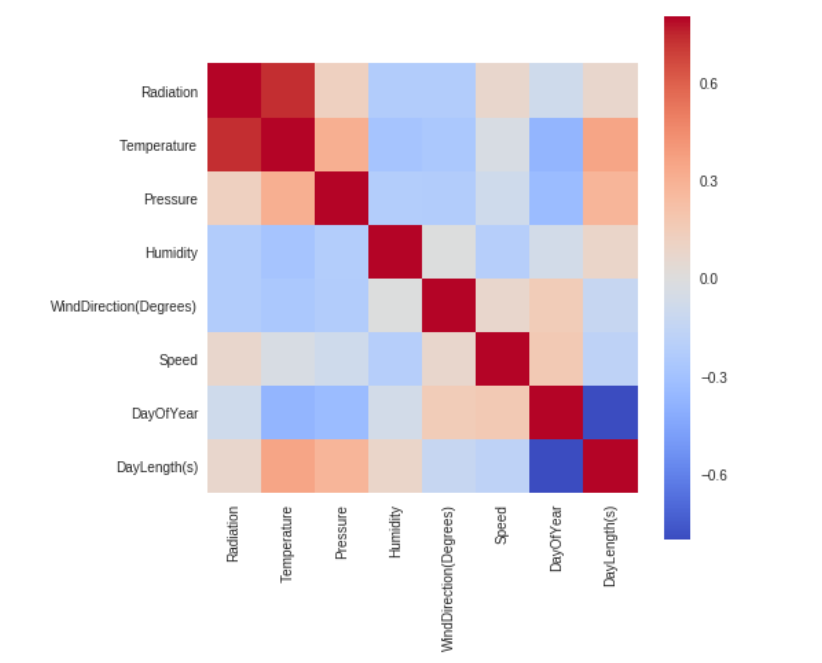 Radiation
Temperature
Pressure
Humidity
WindDirection(Degrees)
Speed
DayOfYear
DayLength(s)
Radiation
Temperature
Pressure
Humidity
WindDirection(Degrees)
Speed
DayOfYear
DayLength(s)
0.6
0.3
0.0
−0.3
−0.6